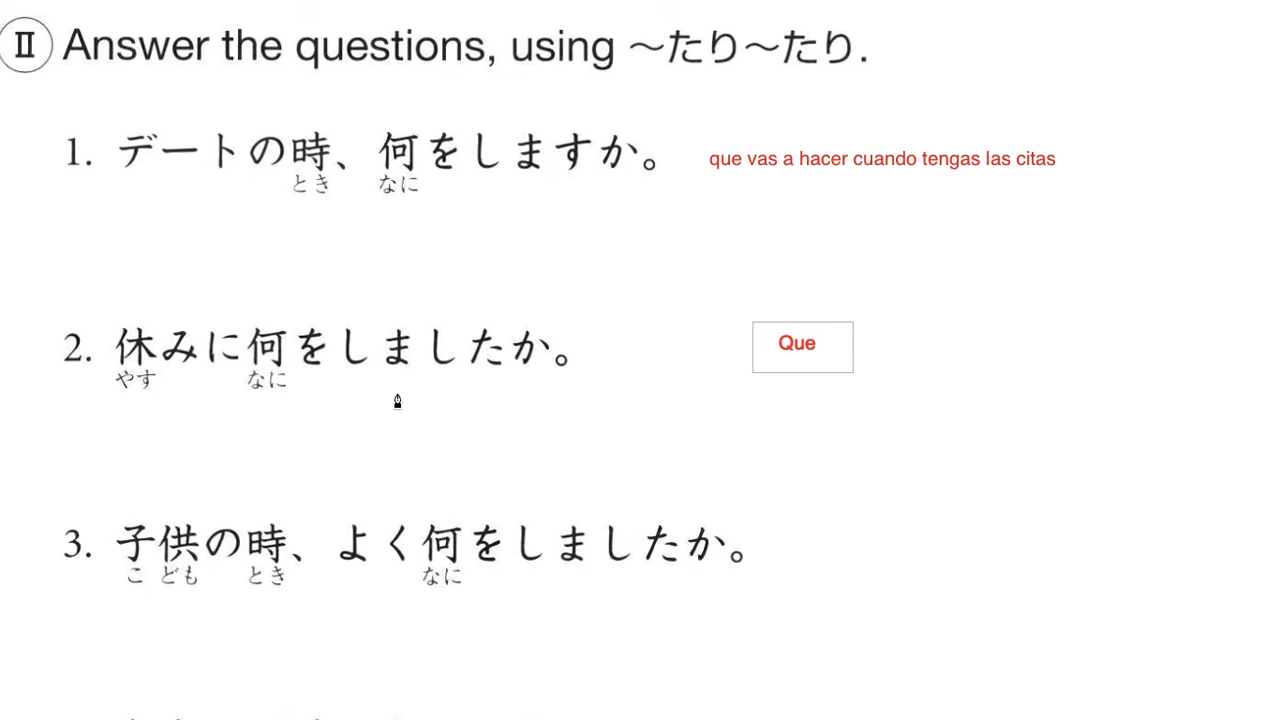 Ⅱ Answer the questions, using ～たり～たり.
1. デートの時、何をしますか。 que vas a hacer cuando tengas las citas
とき なに
2. 休みに何をしましたか。 Que
やす なに
3. 子供の時、よく何をしましたか。
こ ども とき なに